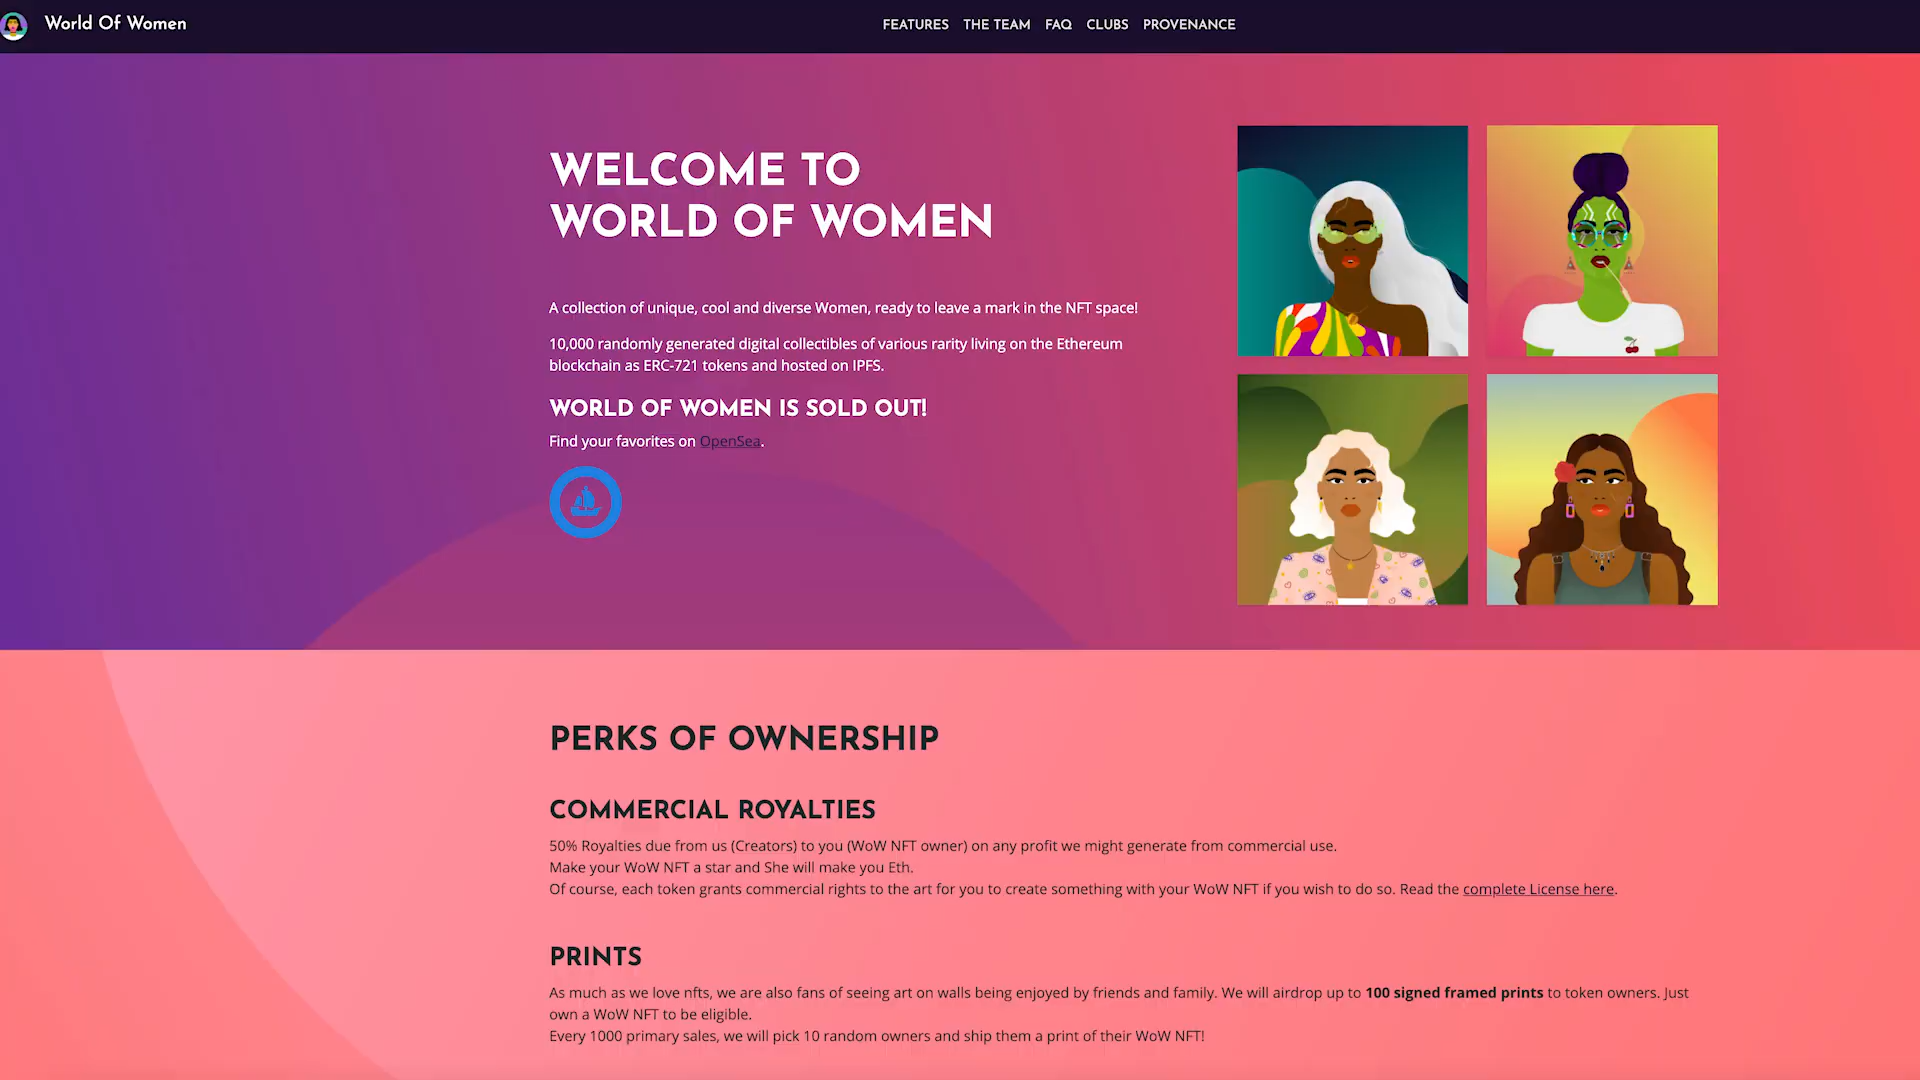 World Of Women
FEATURES THE TEAM FAQ CLUBS PROVENANCE
WELCOME TO
WORLD OF WOMEN
A collection of unique, cool and diverse Women, ready to leave a mark in the NFT space!
10,000 randomly generated digital collectibles of various rarity living on the Ethereum
blockchain as ERC-721 tokens and hosted on IPFS.
WORLD OF WOMEN IS SOLD OUT!
Find your favorites on OpenSea.
PERKS OF OWNERSHIP
COMMERCIAL ROYALTIES
50% Royalties due from us (Creators) to you (WoW NFT owner) on any profit we might generate from commercial use.
Make your WoW NFT a star and She will make you Eth.
Of course, each token grants commercial rights to the art for you to create something with your WoW NFT if you wish to do so. Read the complete License here.
PRINTS
As much as we love nfts, we are also fans of seeing art on walls being enjoyed by friends and family. We will airdrop up to 100 signed framed prints to token owners. Just
own a WoW NFT to be eligible.
Every 1000 primary sales, we will pick 10 random owners and ship them a print of their WoW NFT!